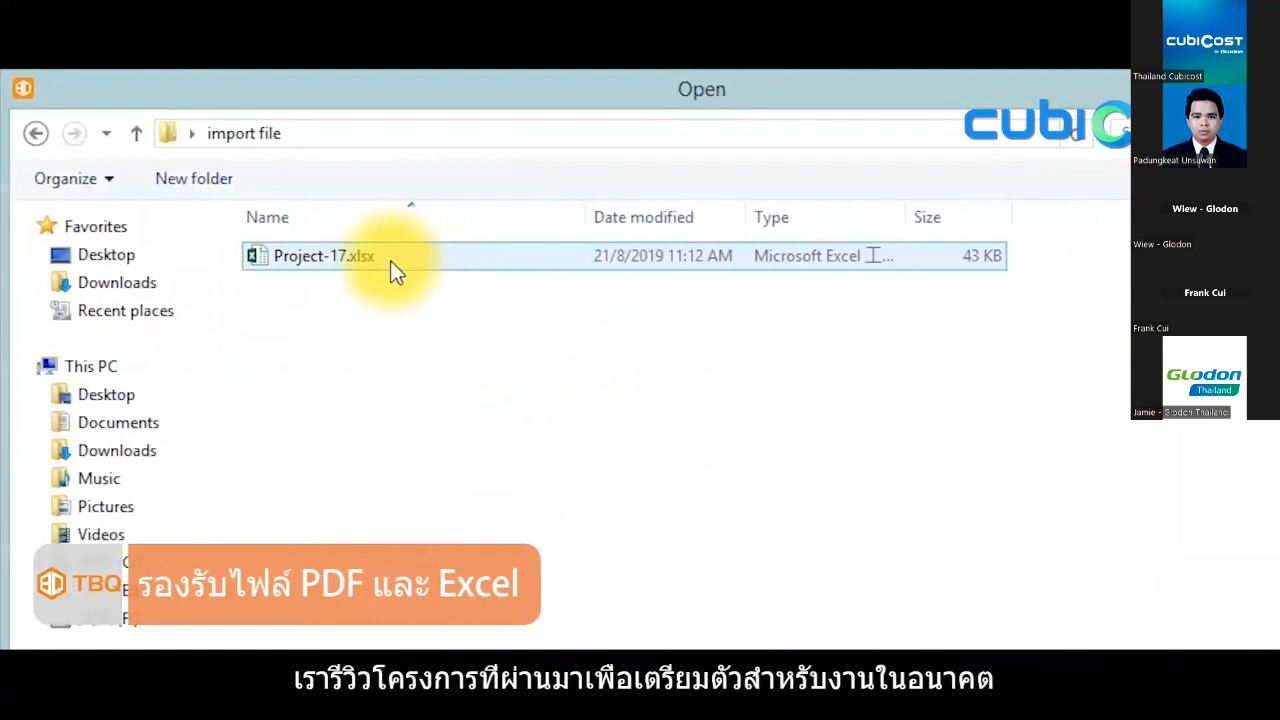 Open
import file
cubic
Organize
New folder
Name
Date modified
Type
Size
Project-17.xlsx
21/8/2019 11:12 AM
Microsoft Excel 工...
43 KB
Favorites
Desktop
Downloads
Recent places
This PC
Desktop
Documents
Downloads
Music
Pictures
Videos
TBQ
รองรับไฟล์ PDF และ Excel
เรารีวิวโครงการที่ผ่านมาเพื่อเตรียมตัวสำหรับงานในอนาคต
CUBICOST
by Glodon
Thailand Cubicost
Padungkeat Unsuwan
Wiew - Glodon
Wiew - Glodon
Frank Cui
Frank Cui
GLODON
Thailand
Jamie - Glodon Thailand